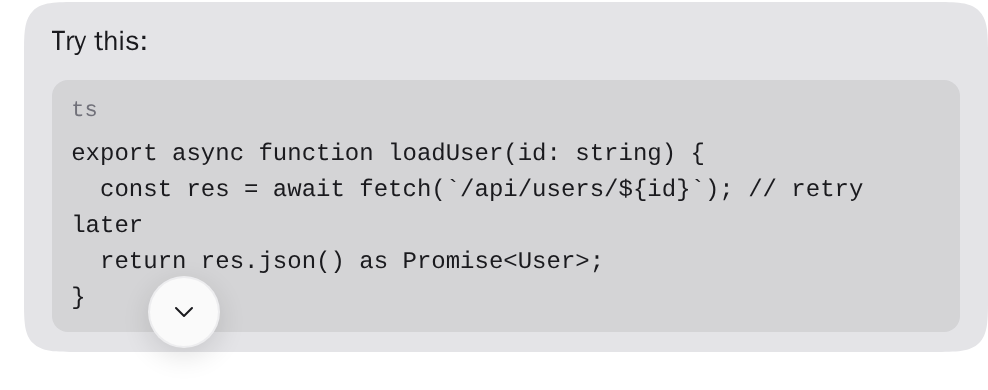 Try this:
ts
export async function loadUser(id: string) {
  const res = await fetch(`/api/users/${id}`); // retry
later
  return res.json() as Promise<User>;
}